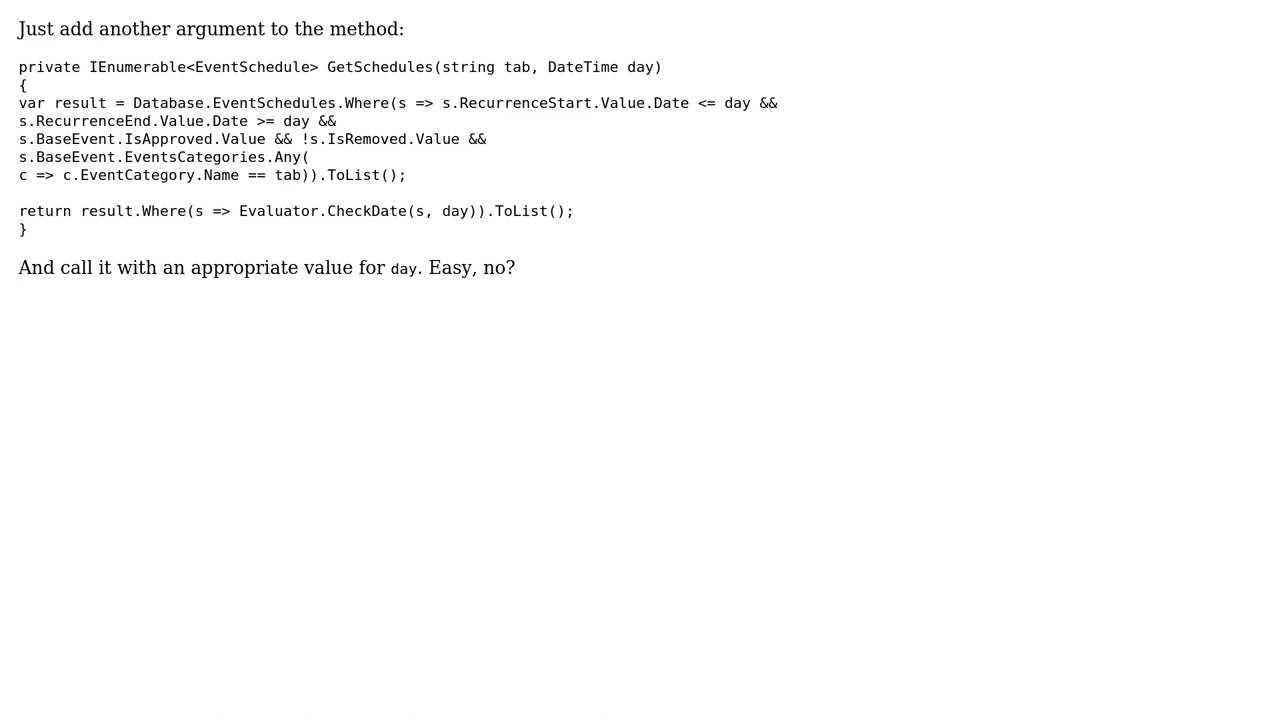 Just add another argument to the method:
private IEnumerable<EventSchedule> GetSchedules(string tab, DateTime day)
{
var result = Database.EventSchedules.Where(s => s.RecurrenceStart.Value.Date <= day &&
s.RecurrenceEnd.Value.Date >= day &&
s.BaseEvent.IsApproved.Value && !s.IsRemoved.Value &&
s.BaseEvent.EventsCategories.Any(
c => c.EventCategory.Name == tab)).ToList();
return result.Where(s => Evaluator.CheckDate(s, day)).ToList();
}
And call it with an appropriate value for day. Easy, no?